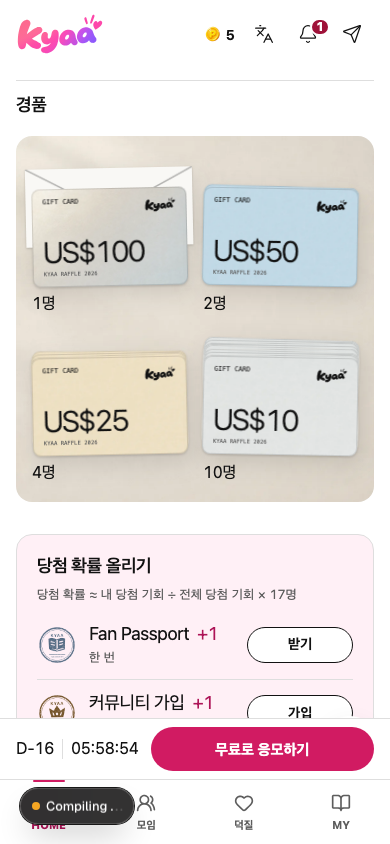 Kyaa
5
1
경품
GIFT CARD
Kyaa
US$100
KYAA RAFFLE 2026
1명
GIFT CARD
Kyaa
US$50
KYAA RAFFLE 2026
2명
GIFT CARD
Kyaa
US$25
KYAA RAFFLE 2026
4명
GIFT CARD
Kyaa
US$10
KYAA RAFFLE 2026
10명
당첨 확률 올리기
당첨 확률 ≈ 내 당첨 기회 ÷ 전체 당첨 기회 × 17명
KYAA
Fan Passport +1
한 번
받기
KYAA
커뮤니티 가입 +1
가입
D-16
05:58:54
무료로 응모하기
Compiling ...
HOME
모임
덕질
MY